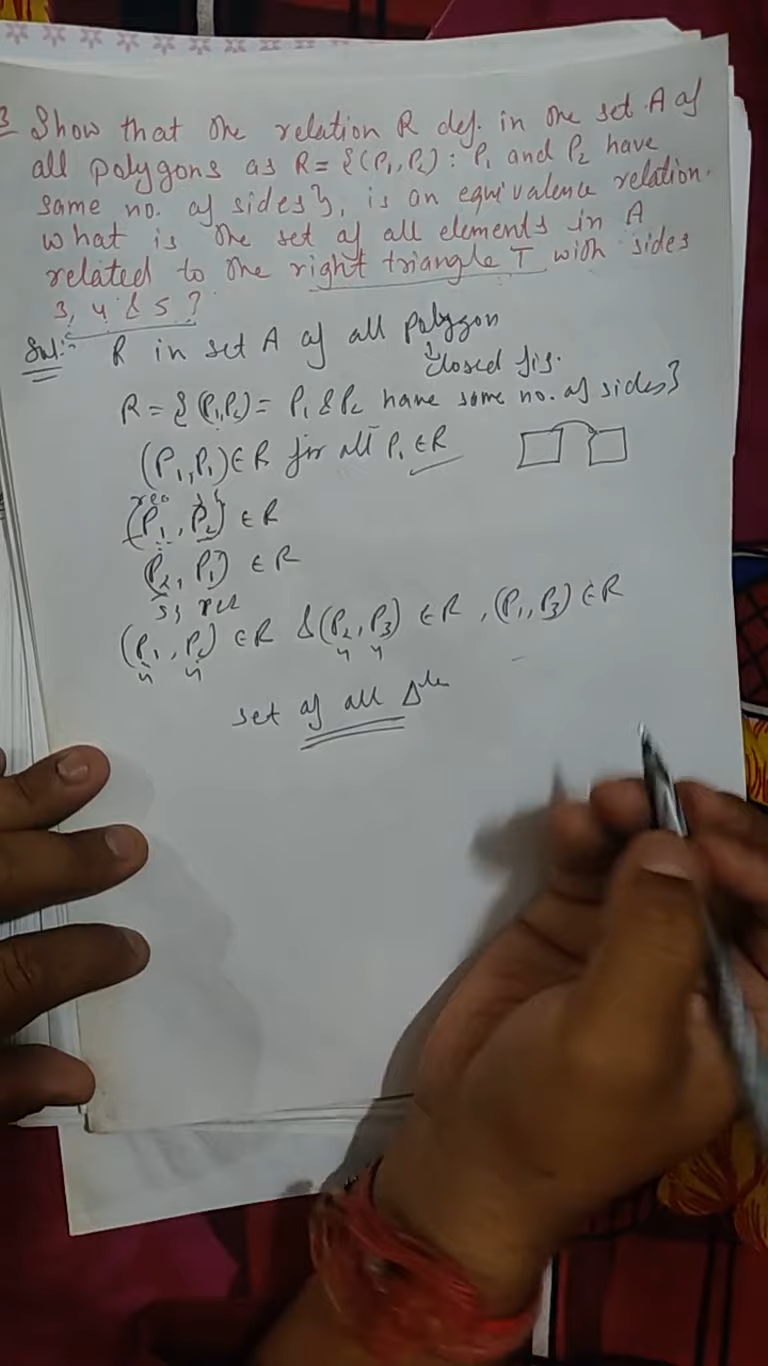 3 Show that the relation R def. in the set A of
all polygons as R = {(P₁, P₂) : P₁ and P₂ have
same no. of sides}, is an equivalence relation.
what is the set of all elements in A
related to the right triangle T with sides
3, 4 & 5 ?
Sol:- R in set A of all polygon
closed fig.
R = {(P₁, P₂) = P₁ & P₂ have same no. of sides}
(P₁, P₁) ∈ R for all P₁ ∈ R
(P₁, P₂) ∈ R
(P₂, P₁) ∈ R
(P₁, P₂) ∈ R & (P₂, P₃) ∈ R , (P₁, P₃) ∈ R
4 4 4 4
set of all Δle